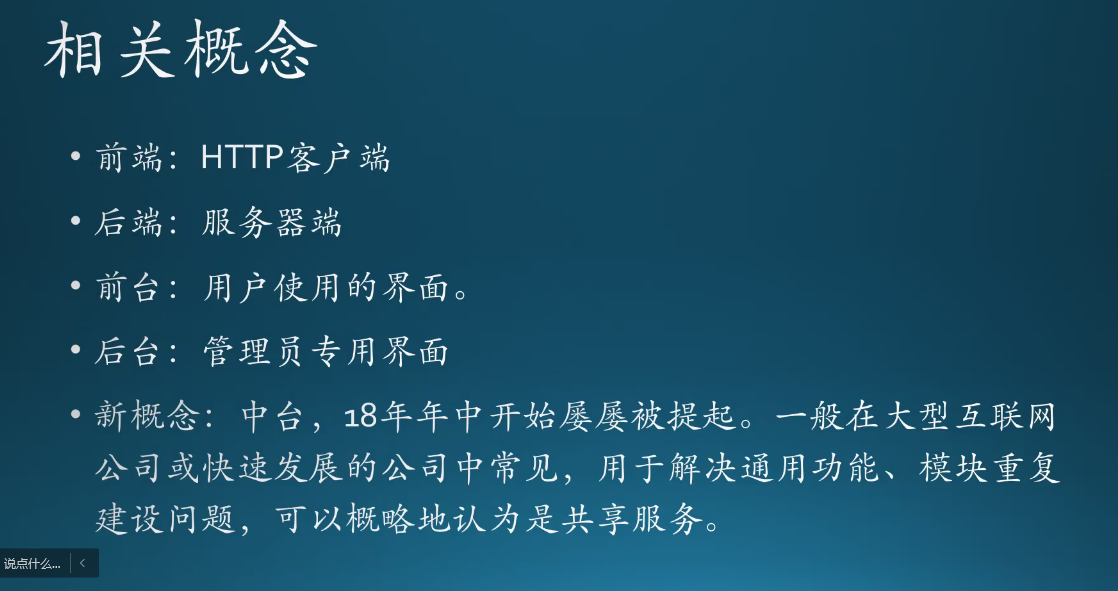 相关概念
• 前端：HTTP客户端
• 后端：服务器端
• 前台：用户使用的界面。
• 后台：管理员专用界面
• 新概念：中台，18年年中开始屡屡被提起。一般在大型互联网
公司或快速发展的公司中常见，用于解决通用功能、模块重复
建设问题，可以概略地认为是共享服务。
说点什么...